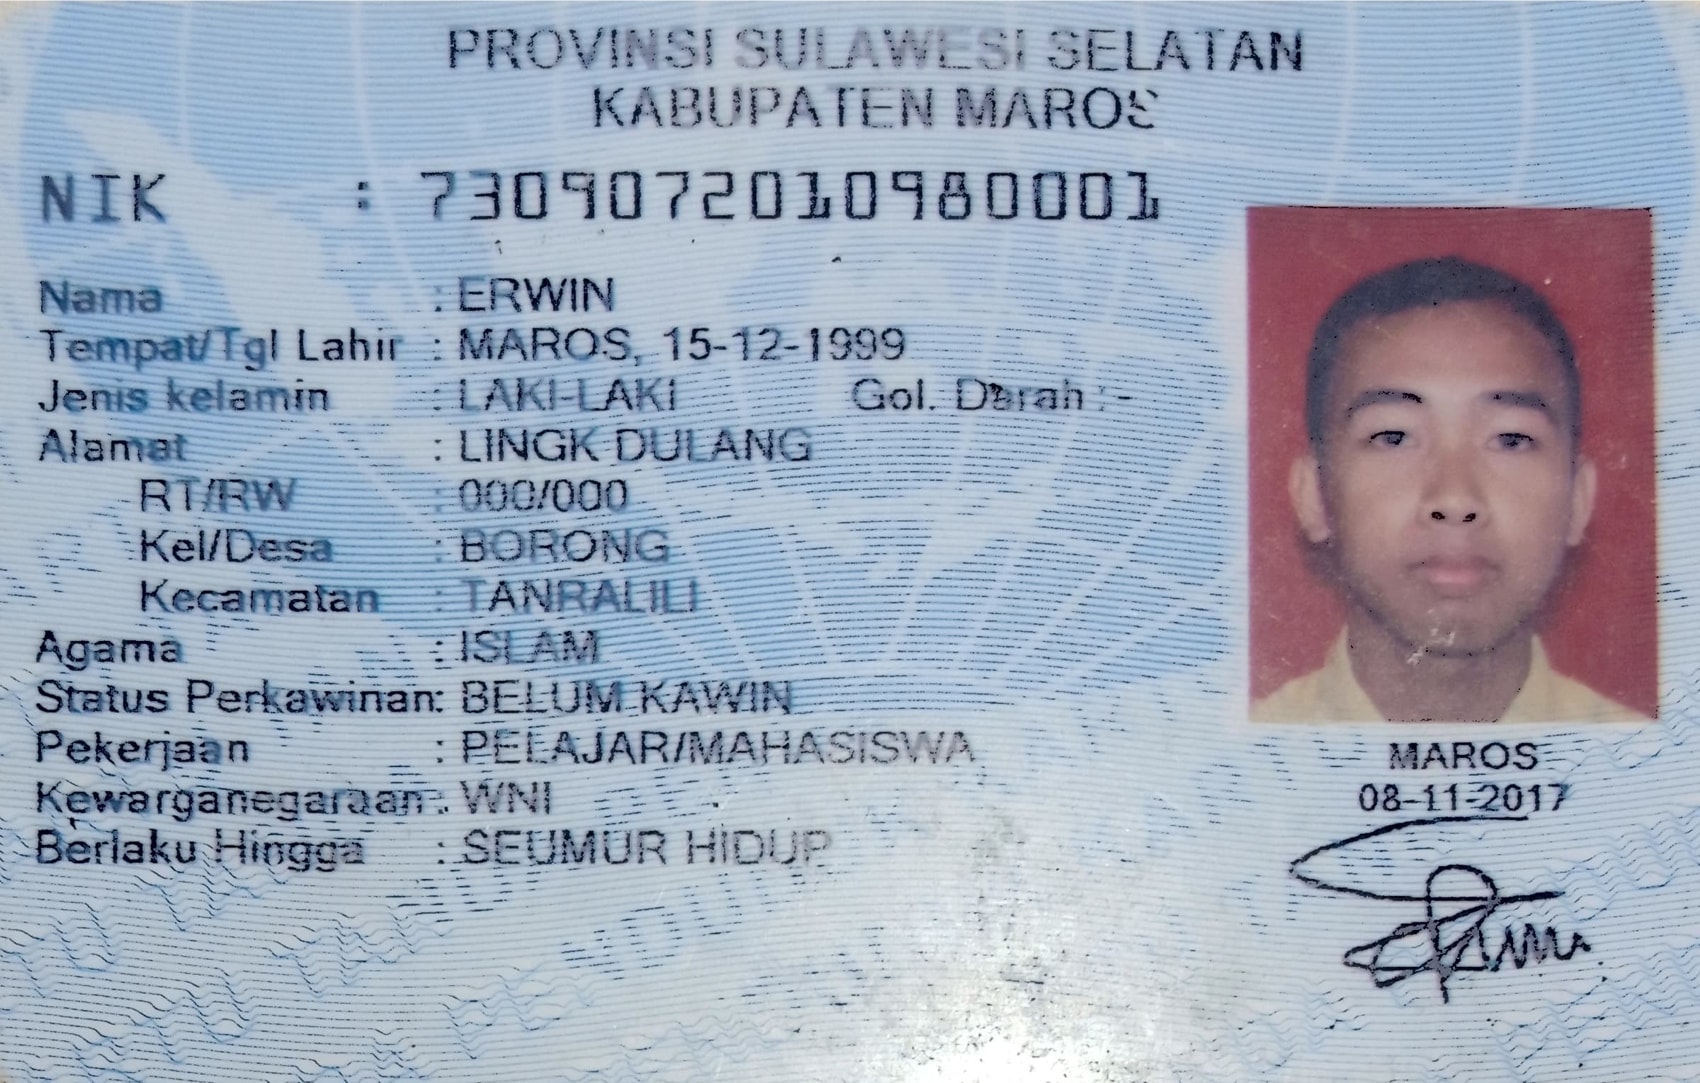 PROVINSI SULAWESI SELATAN
KABUPATEN MAROS
NIK : 7309072010980001
Nama : ERWIN
Tempat/Tgl Lahir : MAROS, 15-12-1999
Jenis kelamin : LAKI-LAKI Gol. Darah : -
Alamat : LINGK DULANG
RT/RW : 000/000
Kel/Desa : BORONG
Kecamatan : TANRALILI
Agama : ISLAM
Status Perkawinan: BELUM KAWIN
Pekerjaan : PELAJAR/MAHASISWA
Kewarganegaraan : WNI
Berlaku Hingga : SEUMUR HIDUP
MAROS
08-11-2017